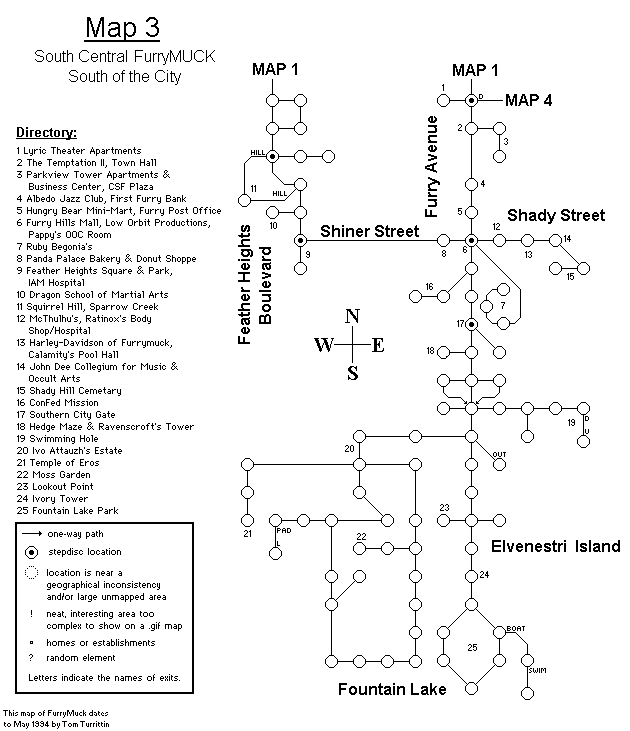 Map 3
South Central FurryMUCK
South of the City
Directory:
1 Lyric Theater Apartments
2 The Temptation II, Town Hall
3 Parkview Tower Apartments &
Business Center, CSF Plaza
4 Albedo Jazz Club, First Furry Bank
5 Hungry Bear Mini-Mart, Furry Post Office
6 Furry Hills Mall, Low Orbit Productions,
Pappy's OOC Room
7 Ruby Begonia's
8 Panda Palace Bakery & Donut Shoppe
9 Feather Heights Square & Park,
IAM Hospital
10 Dragon School of Martial Arts
11 Squirrel Hill, Sparrow Creek
12 McThulhu's, Ratinox's Body
Shop/Hospital
13 Harley-Davidson of Furrymuck,
Calamity's Pool Hall
14 John Dee Collegium for Music &
Occult Arts
15 Shady Hill Cemetary
16 ConFed Mission
17 Southern City Gate
18 Hedge Maze & Ravenscroft's Tower
19 Swimming Hole
20 Ivo Attauzh's Estate
21 Temple of Eros
22 Moss Garden
23 Lookout Point
24 Ivory Tower
25 Fountain Lake Park
one-way path
stepdisc location
location is near a
geographical inconsistency
and/or large unmapped area
! neat, interesting area too
complex to show on a .gif map
homes or establishments
? random element
Letters indicate the names of exits.
This map of FurryMuck dates
to May 1994 by Tom Turrittin
MAP 1
MAP 1
1
D
MAP 4
2
3
HILL
HILL
11
4
10
5
Furry Avenue
Shady Street
Shiner Street
9
8
6
12
13
14
15
Feather Heights
Boulevard
16
7
N
W
E
S
17
18
19
D
U
20
OUT
21
PAD
L
22
23
Elvenestri Island
24
25
BOAT
SWIM
Fountain Lake